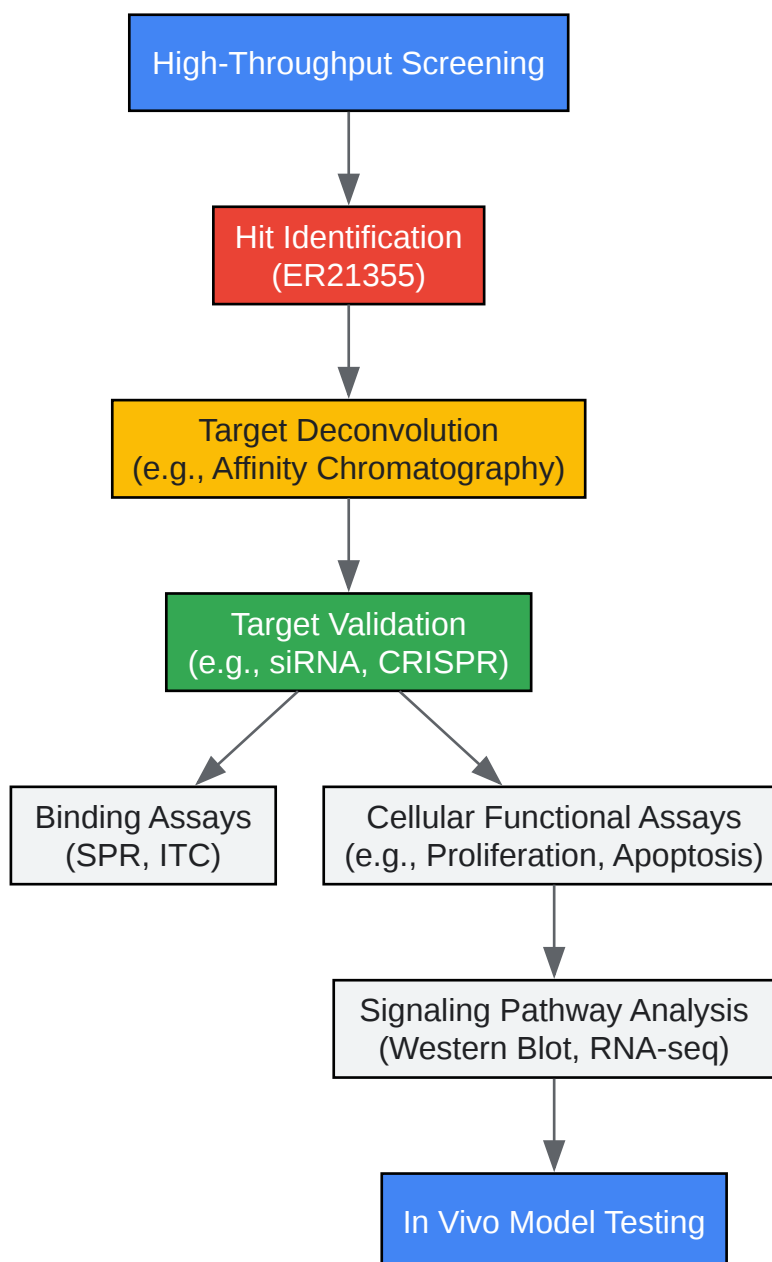 High-Throughput Screening
Hit Identification
(ER21355)
Target Deconvolution
(e.g., Affinity Chromatography)
Target Validation
(e.g., siRNA, CRISPR)
Binding Assays
(SPR, ITC)
Cellular Functional Assays
(e.g., Proliferation, Apoptosis)
Signaling Pathway Analysis
(Western Blot, RNA-seq)
In Vivo Model Testing